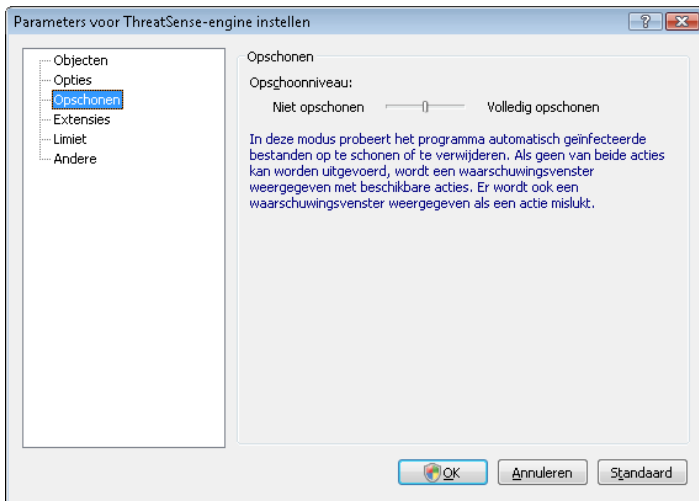 Parameters voor ThreatSense-engine instellen
Objecten
Opties
Opschonen
Extensies
Limiet
Andere
Opschonen
Opschoonniveau:
Niet opschonen
Volledig opschonen
In deze modus probeert het programma automatisch geïnfecteerde
bestanden op te schonen of te verwijderen. Als geen van beide acties
kan worden uitgevoerd, wordt een waarschuwingsvenster
weergegeven met beschikbare acties. Er wordt ook een
waarschuwingsvenster weergegeven als een actie mislukt.
OK
Annuleren
Standaard